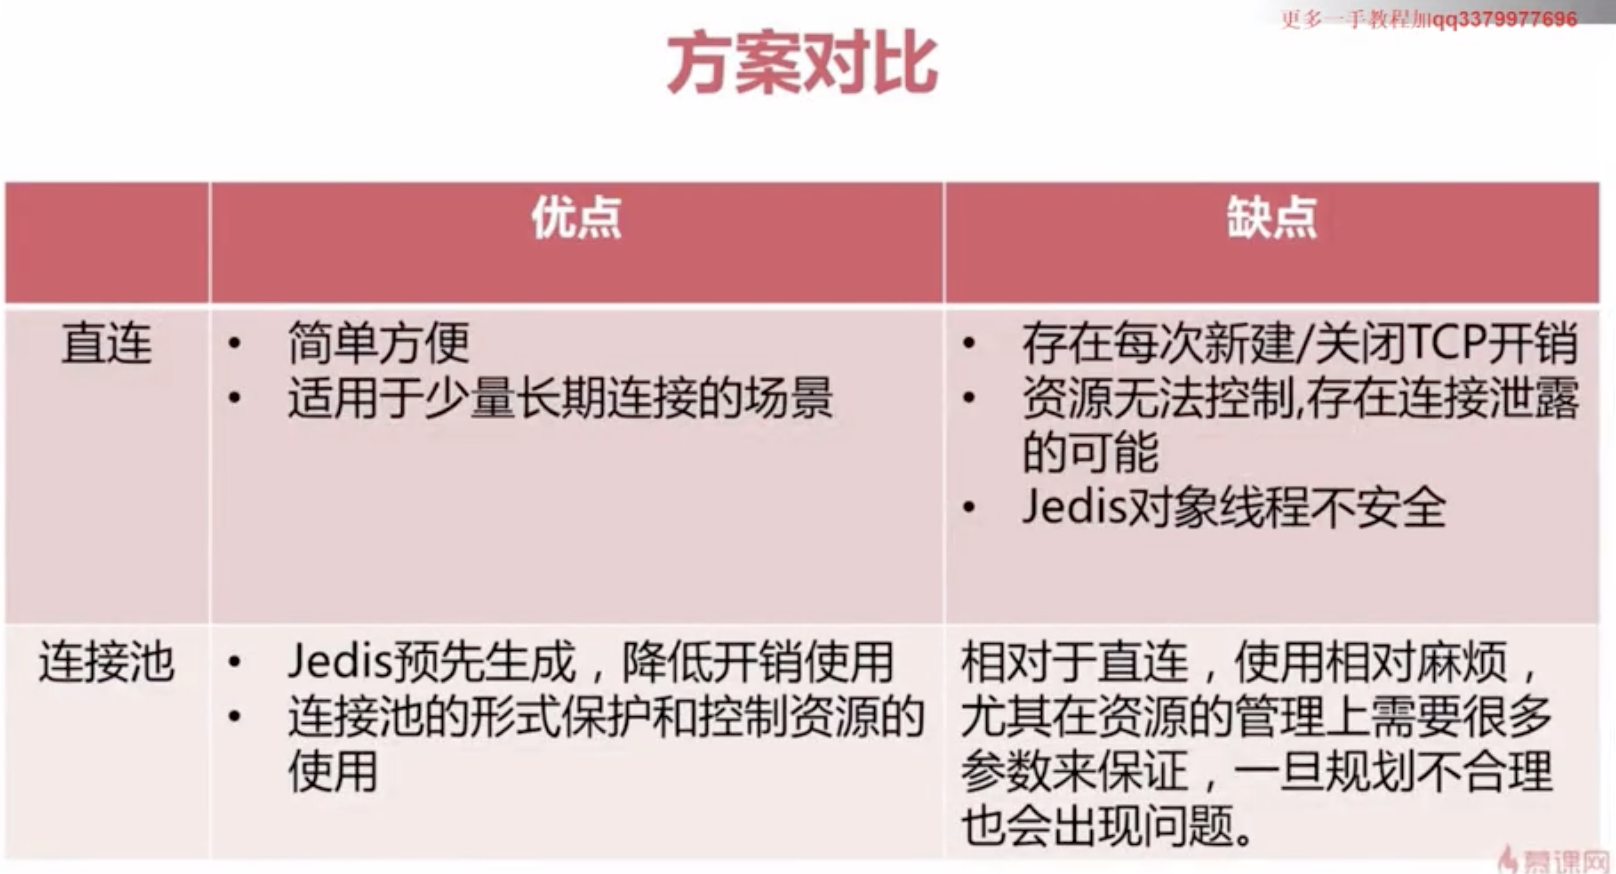 更多一手教程加qq3379977696
方案对比
优点
缺点
直连
• 简单方便
• 适用于少量长期连接的场景
• 存在每次新建/关闭TCP开销
• 资源无法控制,存在连接泄露
的可能
• Jedis对象线程不安全
连接池
• Jedis预先生成，降低开销使用
• 连接池的形式保护和控制资源的
使用
相对于直连，使用相对麻烦，
尤其在资源的管理上需要很多
参数来保证，一旦规划不合理
也会出现问题。
慕课网